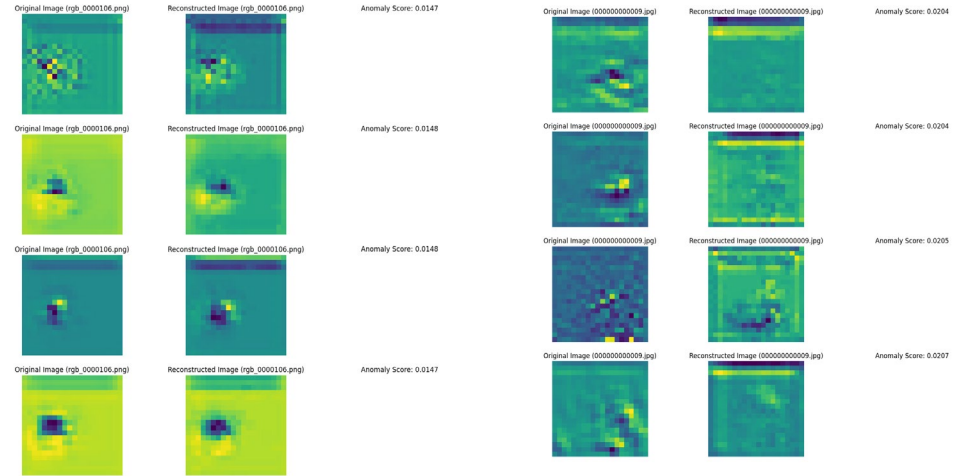 Original Image (rgb_0000106.png) Reconstructed Image (rgb_0000106.png) Anomaly Score: 0.0147
Original Image (rgb_0000106.png) Reconstructed Image (rgb_0000106.png) Anomaly Score: 0.0148
Original Image (rgb_0000106.png) Reconstructed Image (rgb_0000106.png) Anomaly Score: 0.0148
Original Image (rgb_0000106.png) Reconstructed Image (rgb_0000106.png) Anomaly Score: 0.0147
Original Image (000000000009.jpg) Reconstructed Image (000000000009.jpg) Anomaly Score: 0.0204
Original Image (000000000009.jpg) Reconstructed Image (000000000009.jpg) Anomaly Score: 0.0204
Original Image (000000000009.jpg) Reconstructed Image (000000000009.jpg) Anomaly Score: 0.0205
Original Image (000000000009.jpg) Reconstructed Image (000000000009.jpg) Anomaly Score: 0.0207